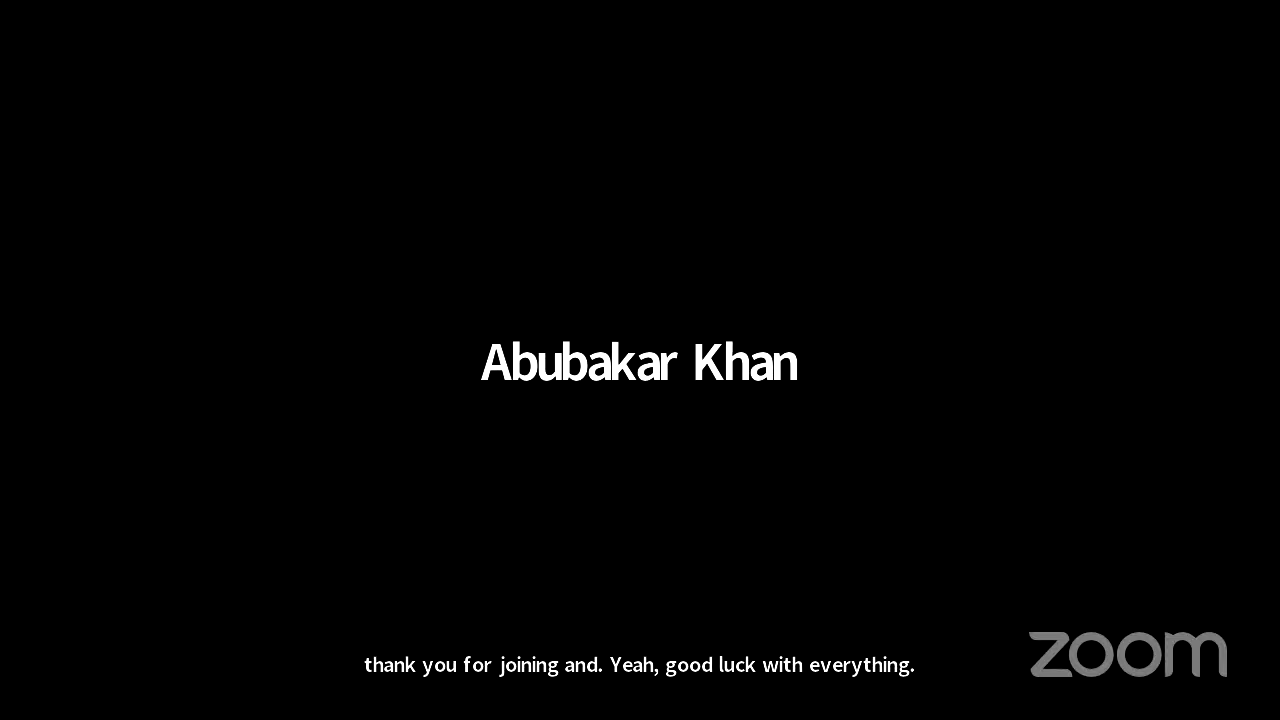 Abubakar Khan
thank you for joining and. Yeah, good luck with everything.
zoom